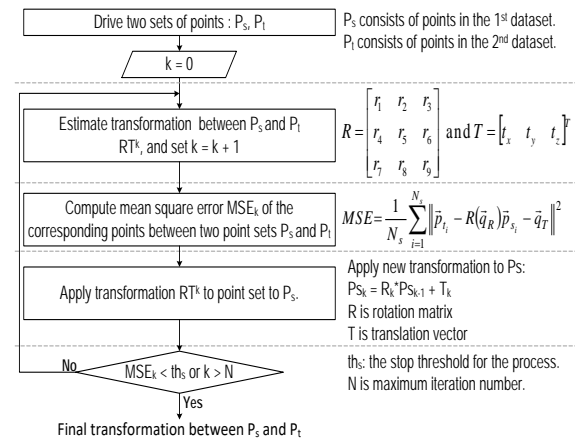 Drive two sets of points : Ps, Pt
Ps consists of points in the 1st dataset.
Pt consists of points in the 2nd dataset.
k = 0
Estimate transformation between Ps and Pt
RT^k, and set k = k + 1
R = [r1 r2 r3; r4 r5 r6; r7 r8 r9] and T = [tx ty tz]^T
Compute mean square error MSEk of the
corresponding points between two point sets Ps and Pt
MSE = 1/Ns ∑_{i=1}^{Ns} ‖p⃗_{ti} − R(q⃗_R)p⃗_{si} − q⃗_T‖²
Apply transformation RT^k to point set to Ps.
Apply new transformation to Ps:
Psk = Rk*Psk-1 + Tk
R is rotation matrix
T is translation vector
No
MSEk < ths or k > N
ths: the stop threshold for the process.
N is maximum iteration number.
Yes
Final transformation between Ps and Pt